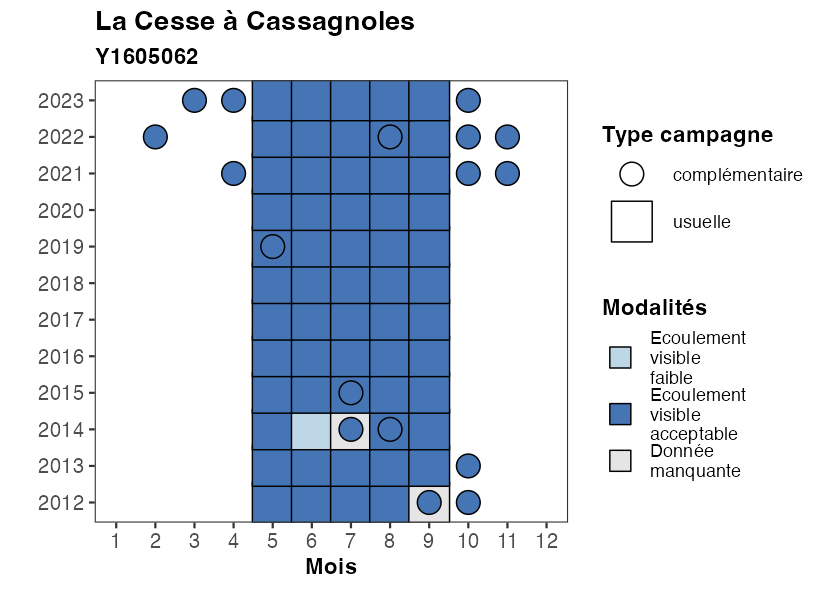 La Cesse à Cassagnoles
Y1605062
2023
2022
2021
2020
2019
2018
2017
2016
2015
2014
2013
2012
1 2 3 4 5 6 7 8 9 10 11 12
Mois
Type campagne
complémentaire
usuelle
Modalités
Ecoulement
visible
faible
Ecoulement
visible
acceptable
Donnée
manquante